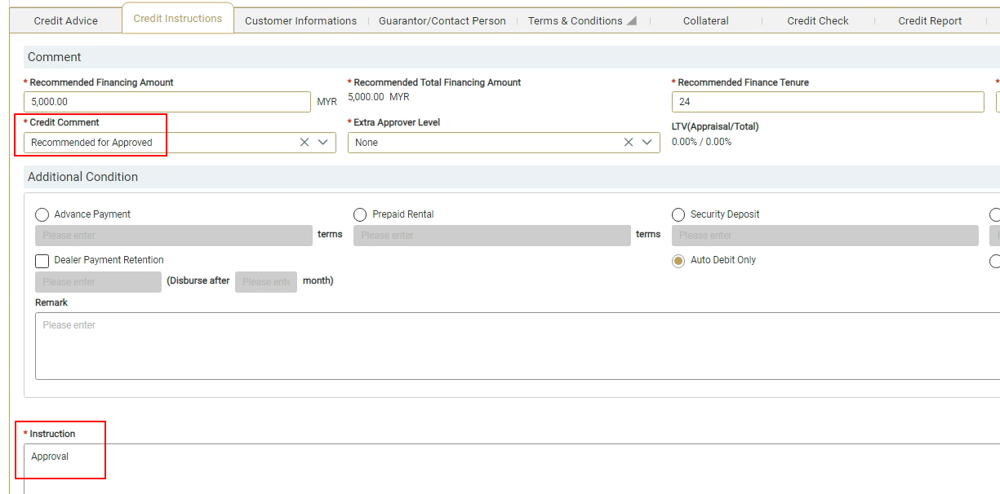 Credit Advice Credit Instructions Customer Informations Guarantor/Contact Person Terms & Conditions Collateral Credit Check Credit Report
Comment
* Recommended Financing Amount * Recommended Total Financing Amount * Recommended Finance Tenure *
5,000.00 MYR 5,000.00 MYR 24
* Credit Comment * Extra Approver Level LTV(Appraisal/Total)
Recommended for Approved None 0.00% / 0.00%
Additional Condition
Advance Payment Prepaid Rental Security Deposit
Please enter terms Please enter terms Please enter
Dealer Payment Retention Auto Debit Only
Please enter (Disburse after Please ente month)
Remark
Please enter
* Instruction
Approval